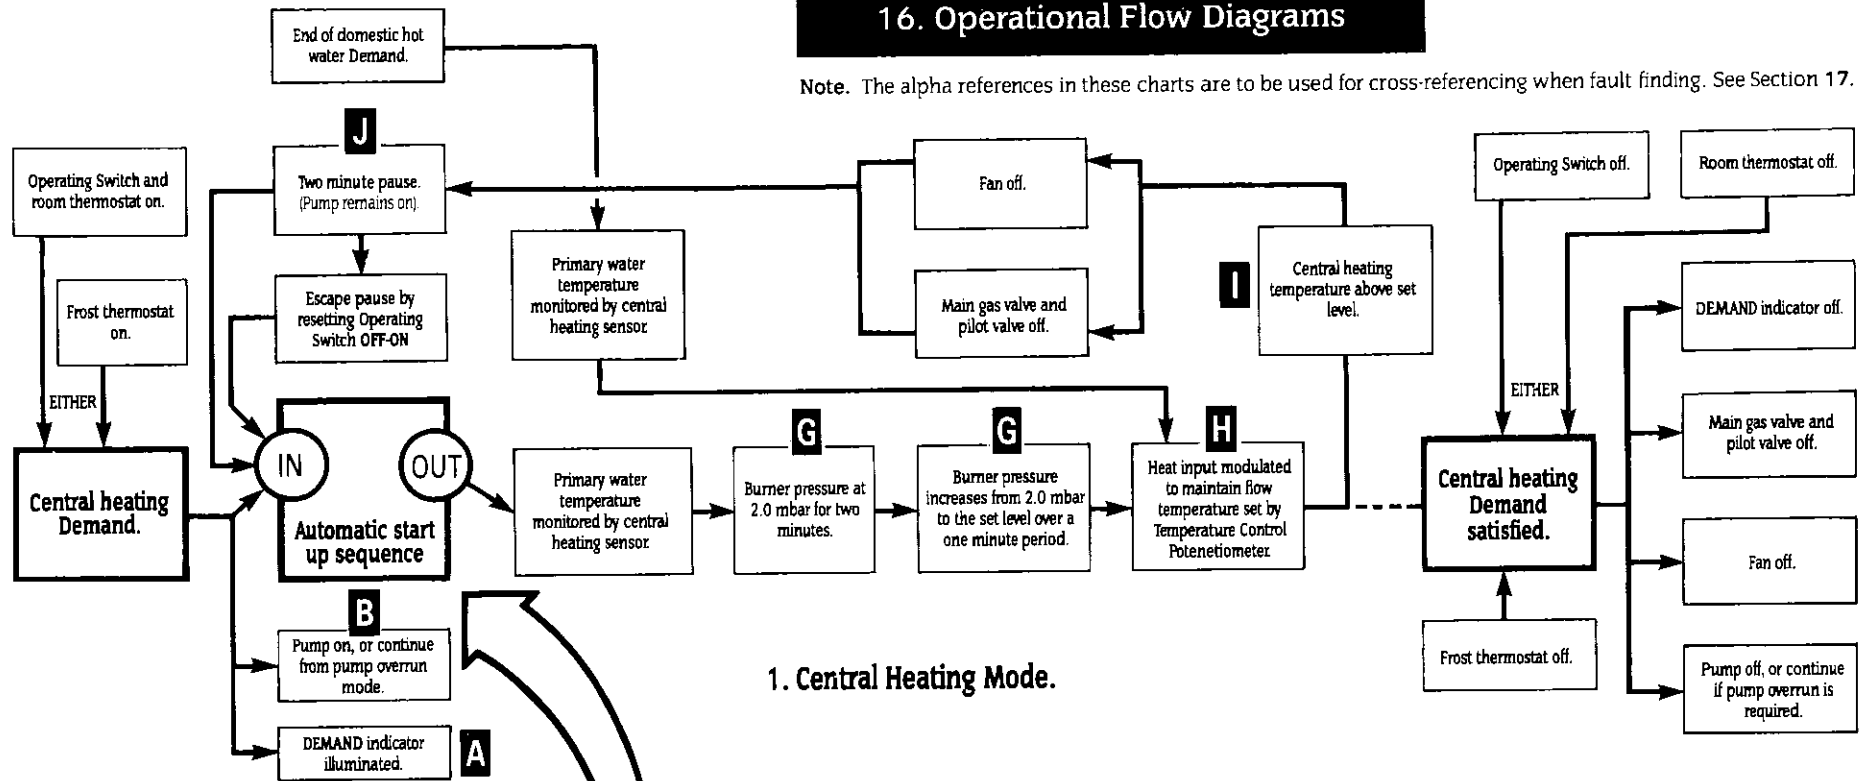 16. Operational Flow Diagrams
Note. The alpha references in these charts are to be used for cross-referencing when fault finding. See Section 17.
End of domestic hot
water Demand.
J
Operating Switch and
room thermostat on.
Two minute pause.
(Pump remains on).
Fan off.
Operating Switch off.
Room thermostat off.
Frost thermostat
on.
Escape pause by
resetting Operating
Switch OFF-ON
Primary water
temperature
monitored by central
heating sensor
Main gas valve and
pilot valve off.
I
Central heating
temperature above set
level.
DEMAND indicator off.
EITHER
EITHER
Main gas valve and
pilot valve off.
Central heating
Demand.
IN
OUT
Automatic start
up sequence
Primary water
temperature
monitored by central
heating sensor
G
Burner pressure at
2.0 mbar for two
minutes.
G
Burner pressure
increases from 2.0 mbar
to the set level over a
one minute period.
H
Heat input modulated
to maintain flow
temperature set by
Temperature Control
Potenetiometer
Central heating
Demand
satisfied.
Fan off.
B
Pump on, or continue
from pump overrun
mode.
1. Central Heating Mode.
Frost thermostat off.
Pump off, or continue
if pump overrun is
required.
DEMAND indicator
illuminated.
A